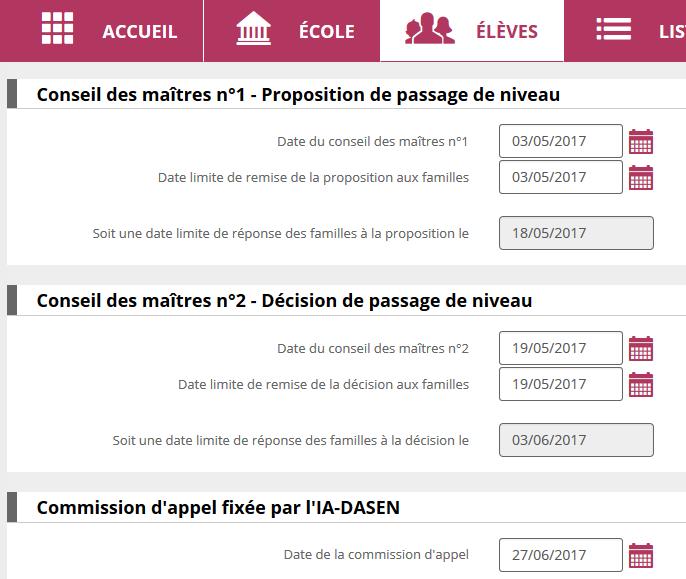 ACCUEIL ÉCOLE ÉLÈVES LIS
Conseil des maîtres n°1 - Proposition de passage de niveau
Date du conseil des maîtres n°1 03/05/2017
Date limite de remise de la proposition aux familles 03/05/2017
Soit une date limite de réponse des familles à la proposition le 18/05/2017
Conseil des maîtres n°2 - Décision de passage de niveau
Date du conseil des maîtres n°2 19/05/2017
Date limite de remise de la décision aux familles 19/05/2017
Soit une date limite de réponse des familles à la décision le 03/06/2017
Commission d'appel fixée par l'IA-DASEN
Date de la commission d'appel 27/06/2017